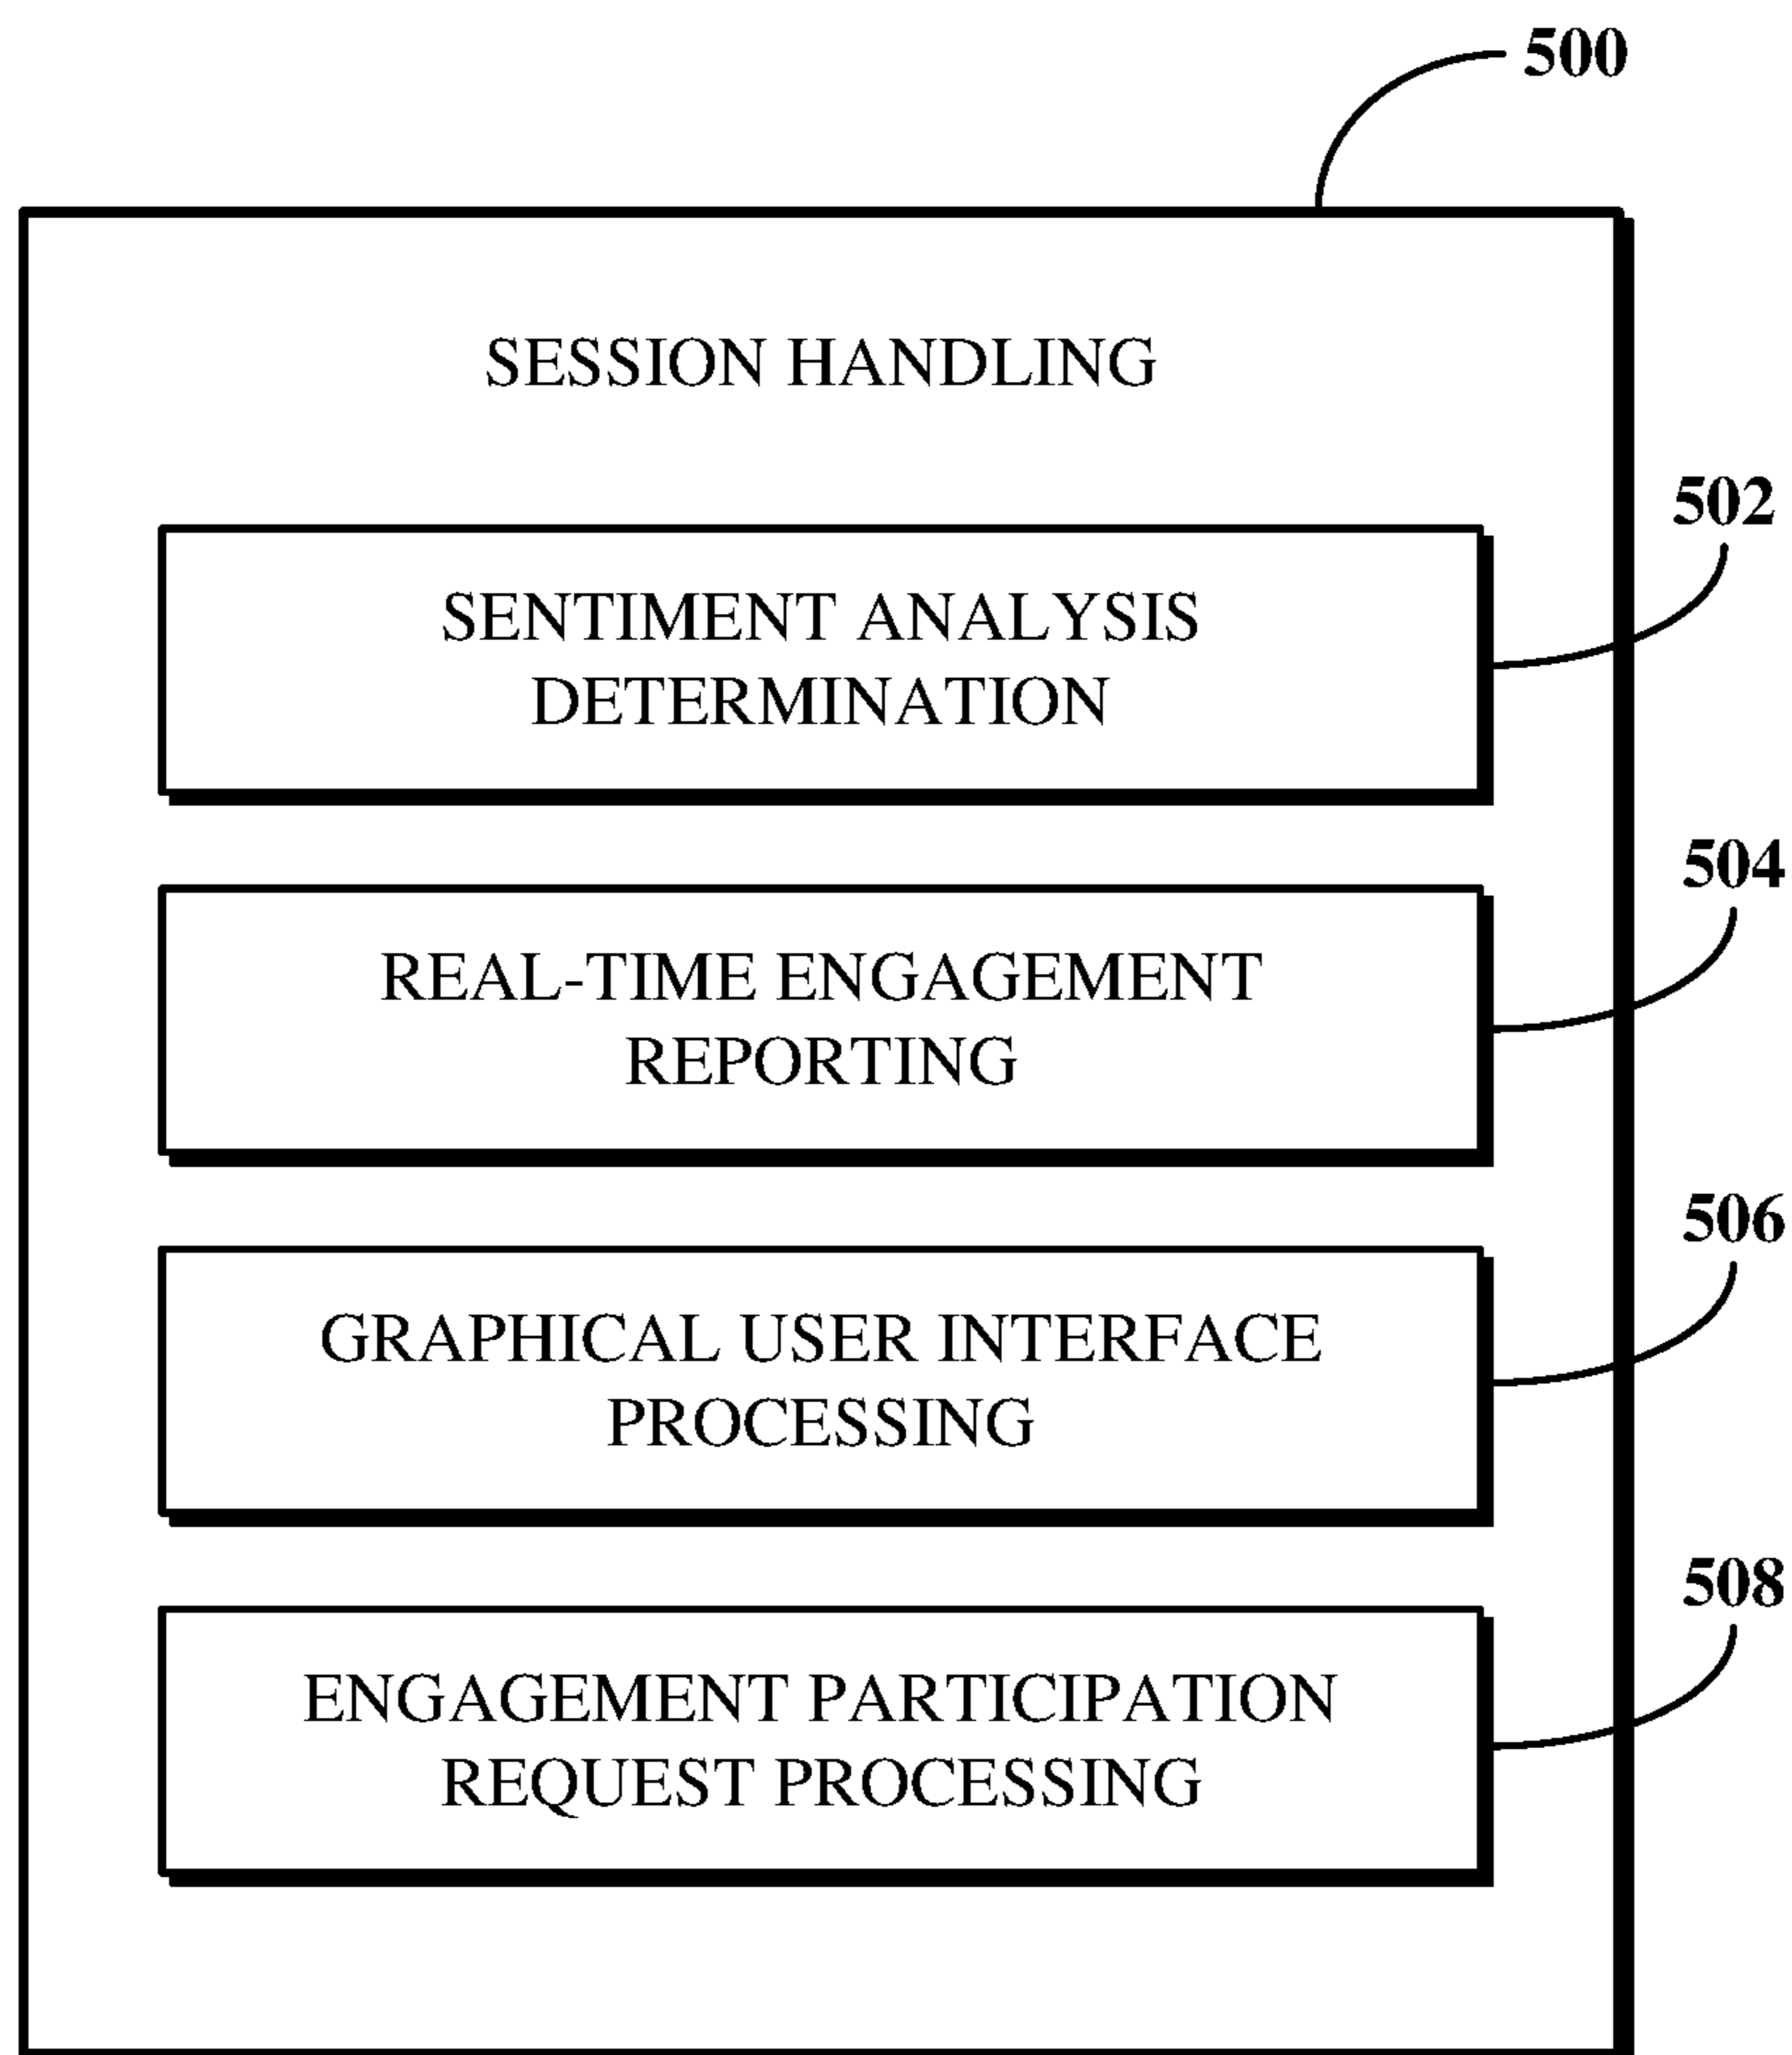 500
SESSION HANDLING
502
SENTIMENT ANALYSIS
DETERMINATION
504
REAL-TIME ENGAGEMENT
REPORTING
506
GRAPHICAL USER INTERFACE
PROCESSING
508
ENGAGEMENT PARTICIPATION
REQUEST PROCESSING